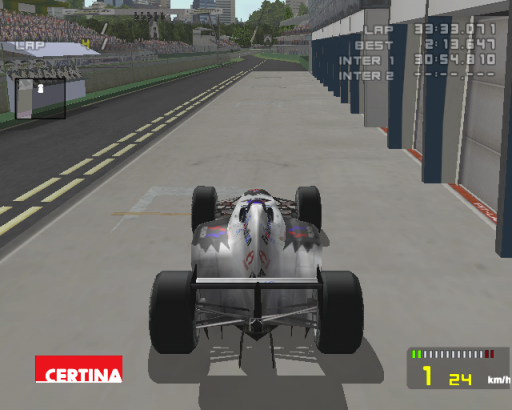 LAP 33:33.071
LAP 4
BEST 2:13.647
INTER 1 30:54.810
INTER 2 --:--.---
CERTINA
1 24 km/h